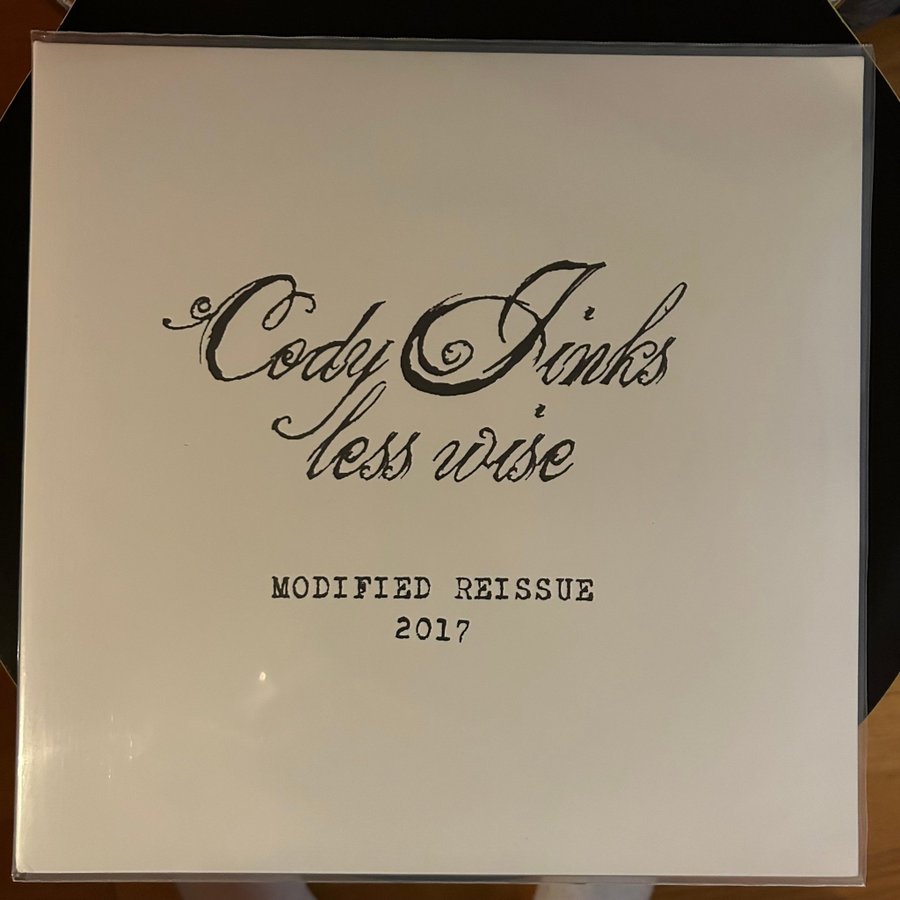 Cody Jinks
less wise
MODIFIED REISSUE
2017